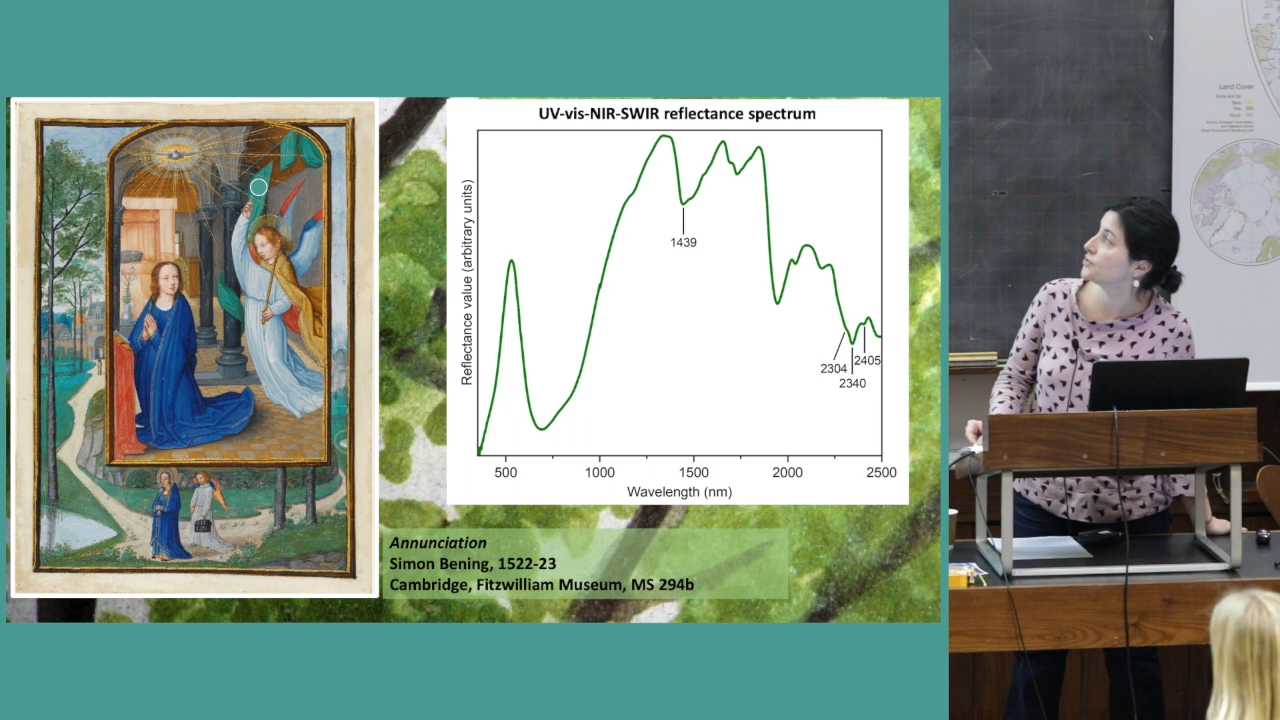 UV-vis-NIR-SWIR reflectance spectrum
Reflectance value (arbitrary units)
1439
2304
2340
2405
500 1000 1500 2000 2500
Wavelength (nm)
Annunciation
Simon Bening, 1522-23
Cambridge, Fitzwilliam Museum, MS 294b
Land Cover